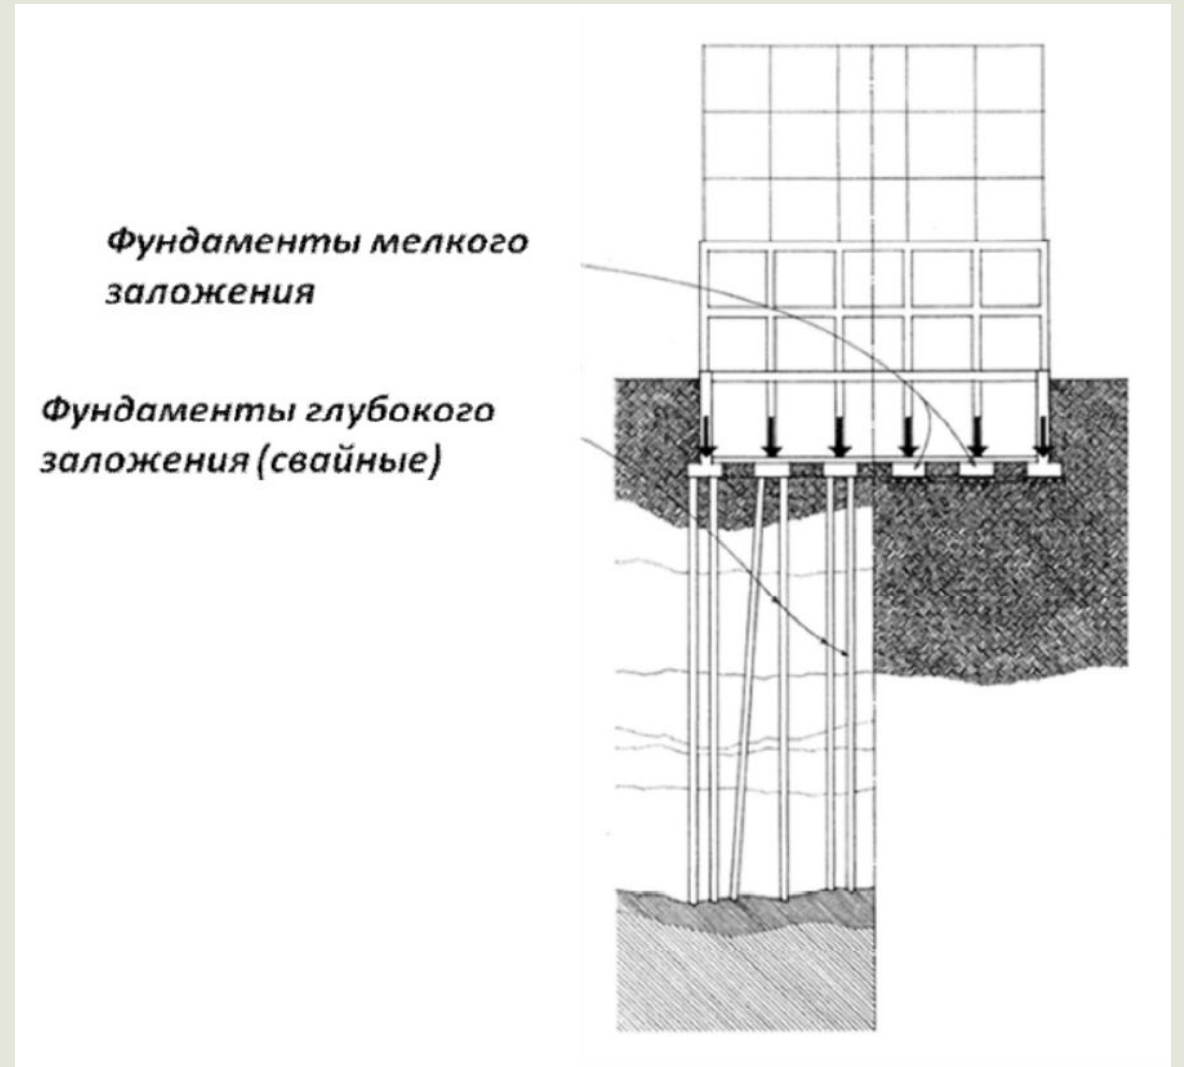 Фундаменты мелкого
заложения
Фундаменты глубокого
заложения (свайные)